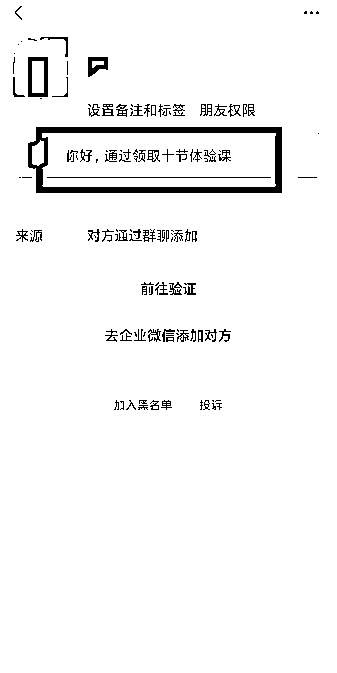 设置备注和标签 朋友权限
你好，通过领取十节体验课
来源 对方通过群聊添加
前往验证
去企业微信添加对方
加入黑名单 投诉